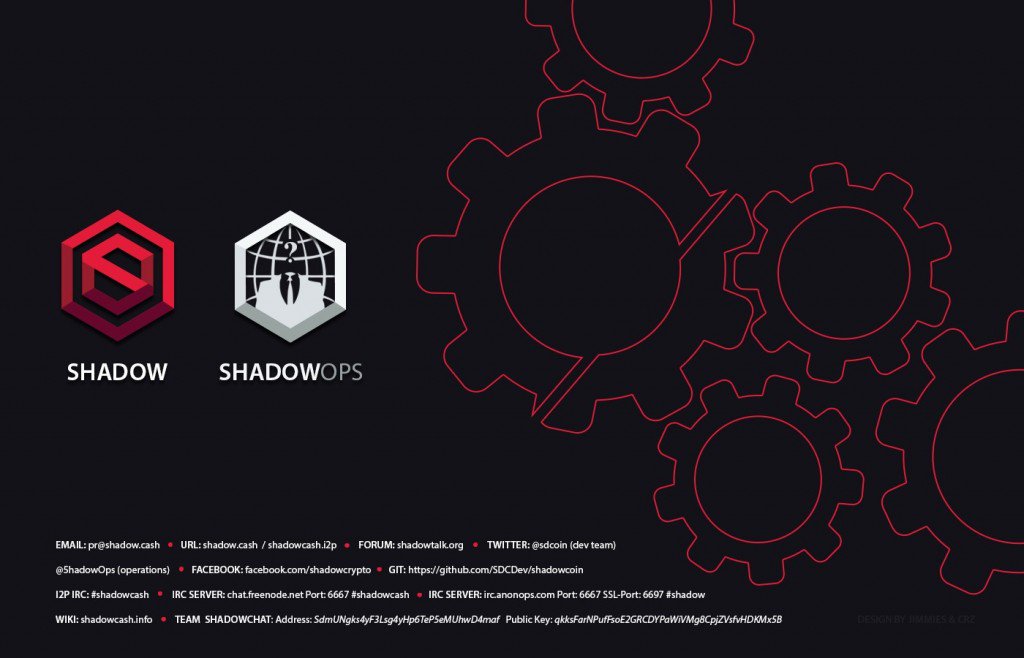 ?
SHADOW
SHADOWOPS
EMAIL: pr@shadow.cash • URL: shadow.cash / shadowcash.i2p • FORUM: shadowtalk.org • TWITTER: @sdcoin (dev team)
@5hadowOps (operations) • FACEBOOK: facebook.com/shadowcrypto • GIT: https://github.com/SDCDev/shadowcoin
I2P IRC: #shadowcash • IRC SERVER: chat.freenode.net Port: 6667 #shadowcash • IRC SERVER: irc.anonops.com Port: 6667 SSL-Port: 6697 #shadow
WIKI: shadowcash.info • TEAM SHADOWCHAT: Address: SdmUNgks4yF3Lsg4yHp6TeP5eMUhwD4maf Public Key: qkksFarNPufFsoE2GRCDYPaWiVMg8CpjZVsfvHDKMx5B
DESIGN BY JIMMIES & CRZ